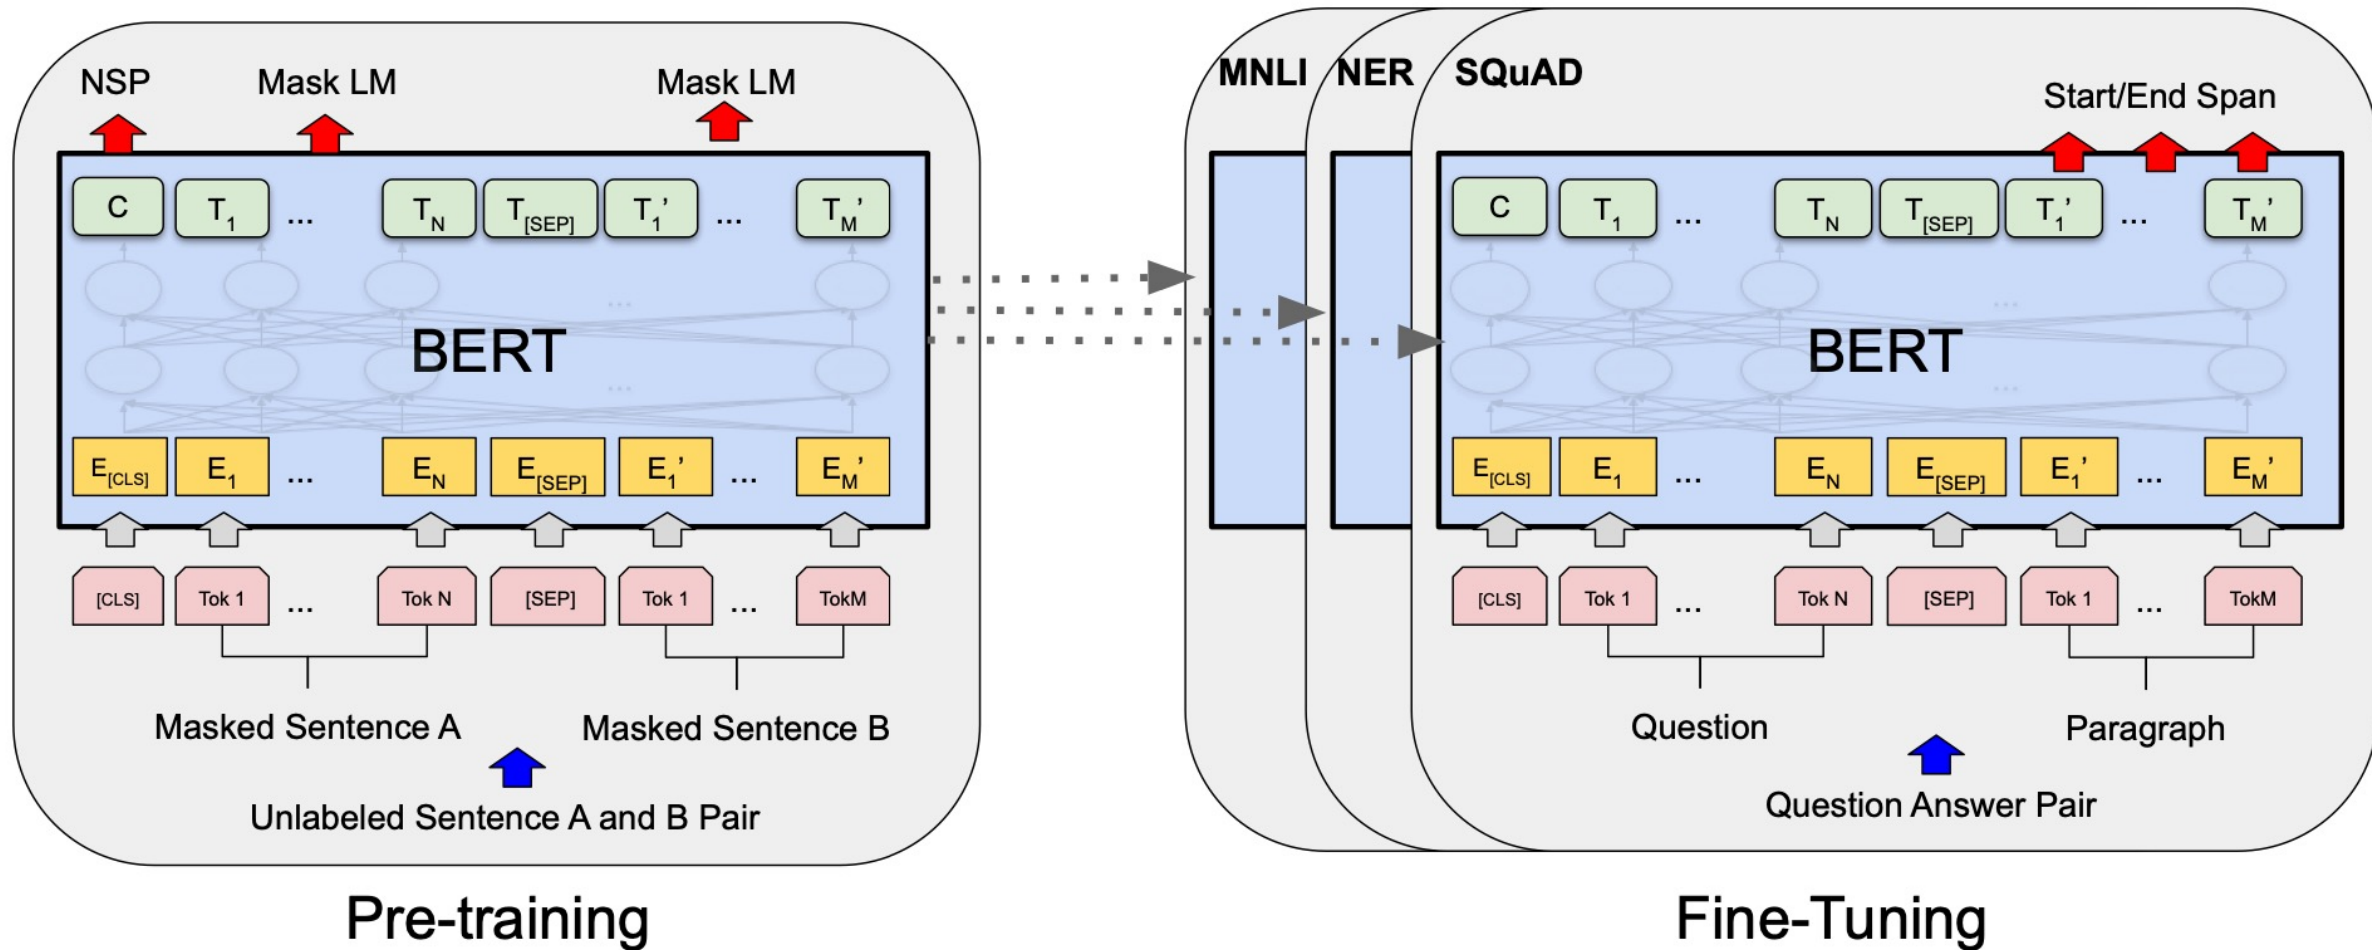 NSP Mask LM Mask LM
C T1 ... TN T[SEP] T1’ ... TM’
...
BERT
...
E[CLS] E1 ... EN E[SEP] E1’ ... EM’
[CLS] Tok 1 ... Tok N [SEP] Tok 1 ... TokM
Masked Sentence A Masked Sentence B
Unlabeled Sentence A and B Pair
Pre-training
MNLI NER SQuAD
Start/End Span
C T1 ... TN T[SEP] T1’ ... TM’
...
BERT
...
E[CLS] E1 ... EN E[SEP] E1’ ... EM’
[CLS] Tok 1 ... Tok N [SEP] Tok 1 ... TokM
Question Paragraph
Question Answer Pair
Fine-Tuning